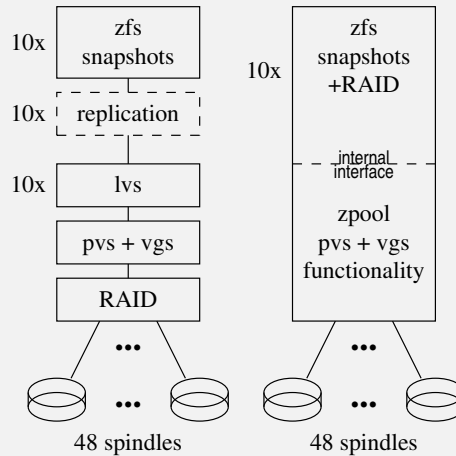 10x
zfs
snapshots
10x
replication
10x
lvs
pvs + vgs
RAID
•••
•••
48 spindles
10x
zfs
snapshots
+RAID
internal
interface
zpool
pvs + vgs
functionality
•••
•••
48 spindles